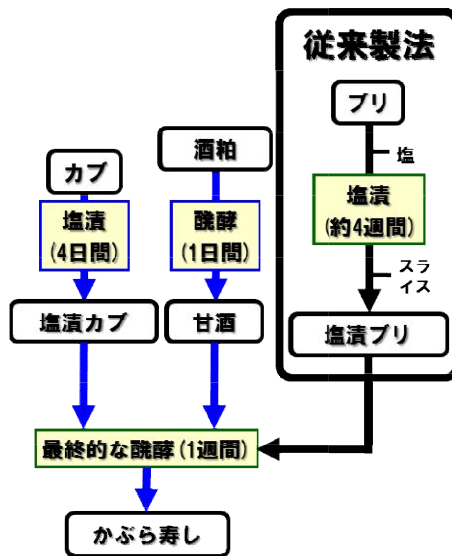 従来製法
ブリ
塩
塩漬
(約4週間)
スラ
イス
塩漬ブリ
酒粕
醗酵
(1日間)
甘酒
カブ
塩漬
(4日間)
塩漬カブ
最終的な醗酵(1週間)
かぶら寿し